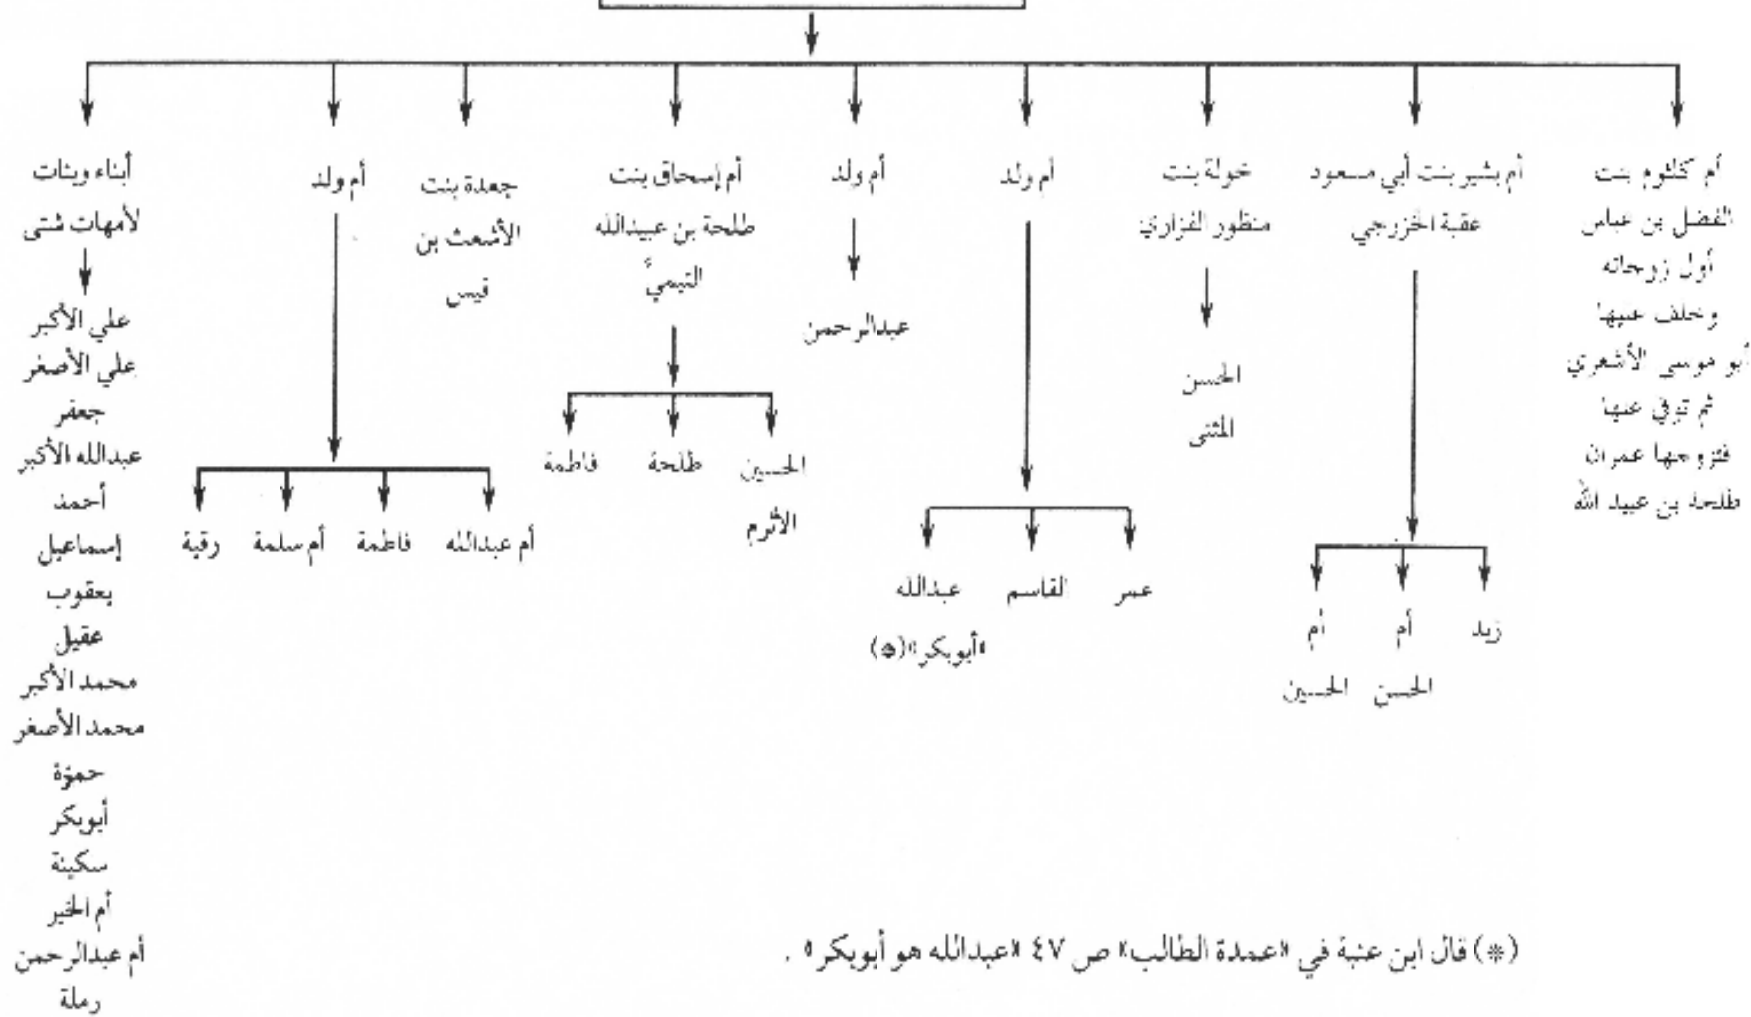 أم كلثوم بنت
الفضل بن عباس
أول زوجاته
وخلف عليها
أبو موسى الأشعري
ثم توفي عنها
فتزوجها عمران
طلحة بن عبيد الله
أم بشير بنت أبي مسعود
عقبة الخزرجي
زيد
أم
الحسن
أم
الحسين
خولة بنت
منظور الفزاري
الحسن
المثنى
أم ولد
عمر
القاسم
عبدالله
«أبوبكر»(*)
أم ولد
عبدالرحمن
أم إسحاق بنت
طلحة بن عبيدالله
التيميّ
الحسين
الأثرم
طلحة
فاطمة
جعدة بنت
الأشعث بن
قيس
أم ولد
أم عبدالله
فاطمة
أم سلمة
رقية
أبناء وبنات
لأمهات شتى
علي الأكبر
علي الأصغر
جعفر
عبدالله الأكبر
أحمد
إسماعيل
يعقوب
عقيل
محمد الأكبر
محمد الأصغر
حمزة
أبوبكر
سكينة
أم الخير
أم عبدالرحمن
رملة
(*) قال ابن عنبة في «عمدة الطالب» ص ٤٧ «عبدالله هو أبوبكر» .